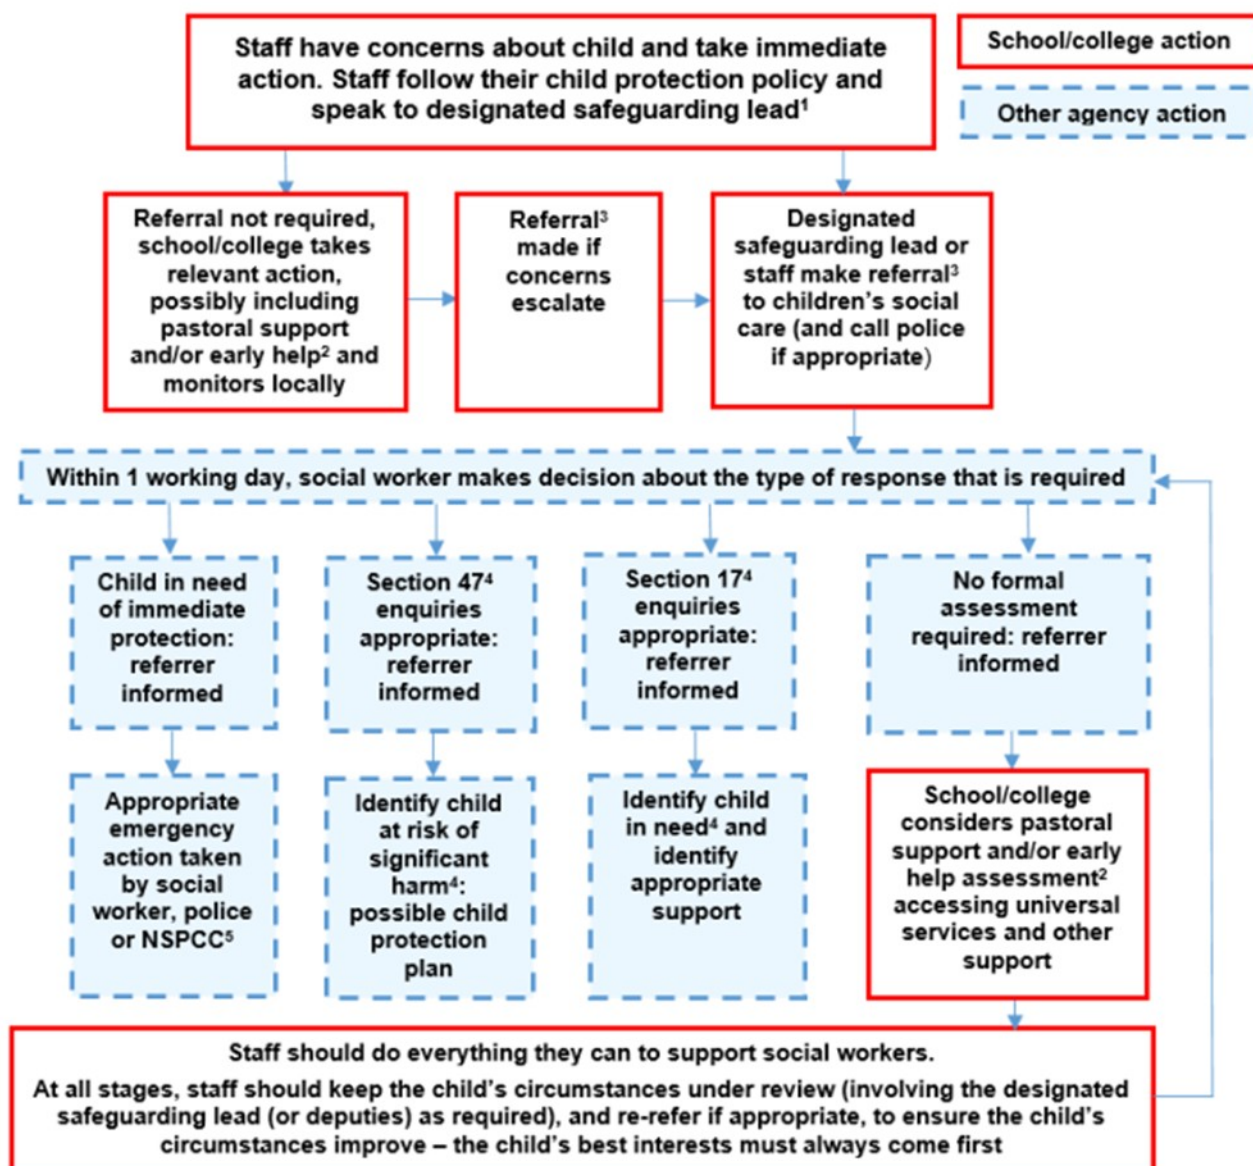 Staff have concerns about child and take immediate
action. Staff follow their child protection policy and
speak to designated safeguarding lead¹
School/college action
Other agency action
Referral not required,
school/college takes
relevant action,
possibly including
pastoral support
and/or early help² and
monitors locally
Referral³
made if
concerns
escalate
Designated
safeguarding lead or
staff make referral³
to children’s social
care (and call police
if appropriate)
Within 1 working day, social worker makes decision about the type of response that is required
Child in need
of immediate
protection:
referrer
informed
Section 47⁴
enquiries
appropriate:
referrer
informed
Section 17⁴
enquiries
appropriate:
referrer
informed
No formal
assessment
required: referrer
informed
Appropriate
emergency
action taken
by social
worker, police
or NSPCC⁵
Identify child
at risk of
significant
harm⁴:
possible child
protection
plan
Identify child
in need⁴ and
identify
appropriate
support
School/college
considers pastoral
support and/or early
help assessment²
accessing universal
services and other
support
Staff should do everything they can to support social workers.
At all stages, staff should keep the child’s circumstances under review (involving the designated
safeguarding lead (or deputies) as required), and re-refer if appropriate, to ensure the child’s
circumstances improve – the child’s best interests must always come first